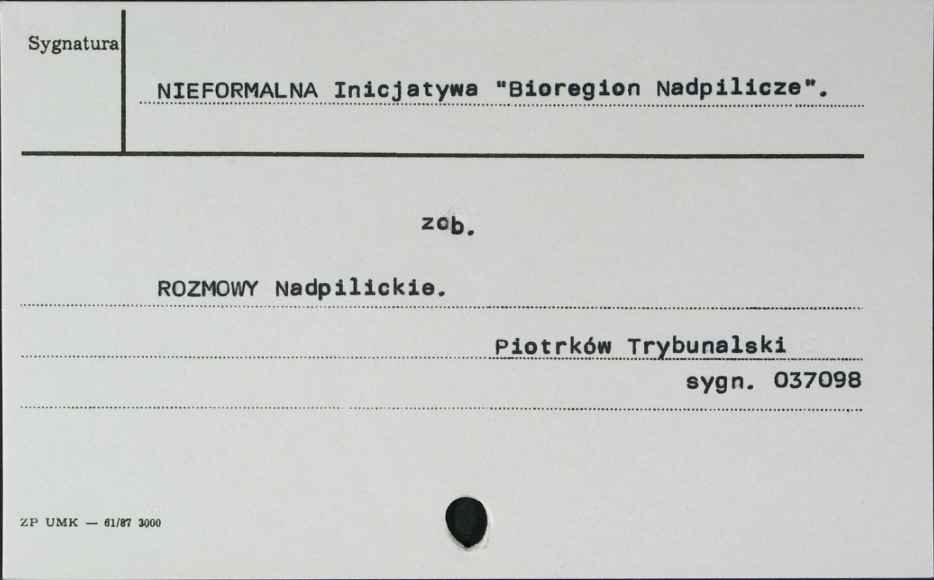 Sygnatura
NIEFORMALNA Inicjatywa "Bioregion Nadpilicze".
zob.
ROZMOWY Nadpilickie.
Piotrków Trybunalski
sygn. 037098
ZP UMK — 61/87 3000